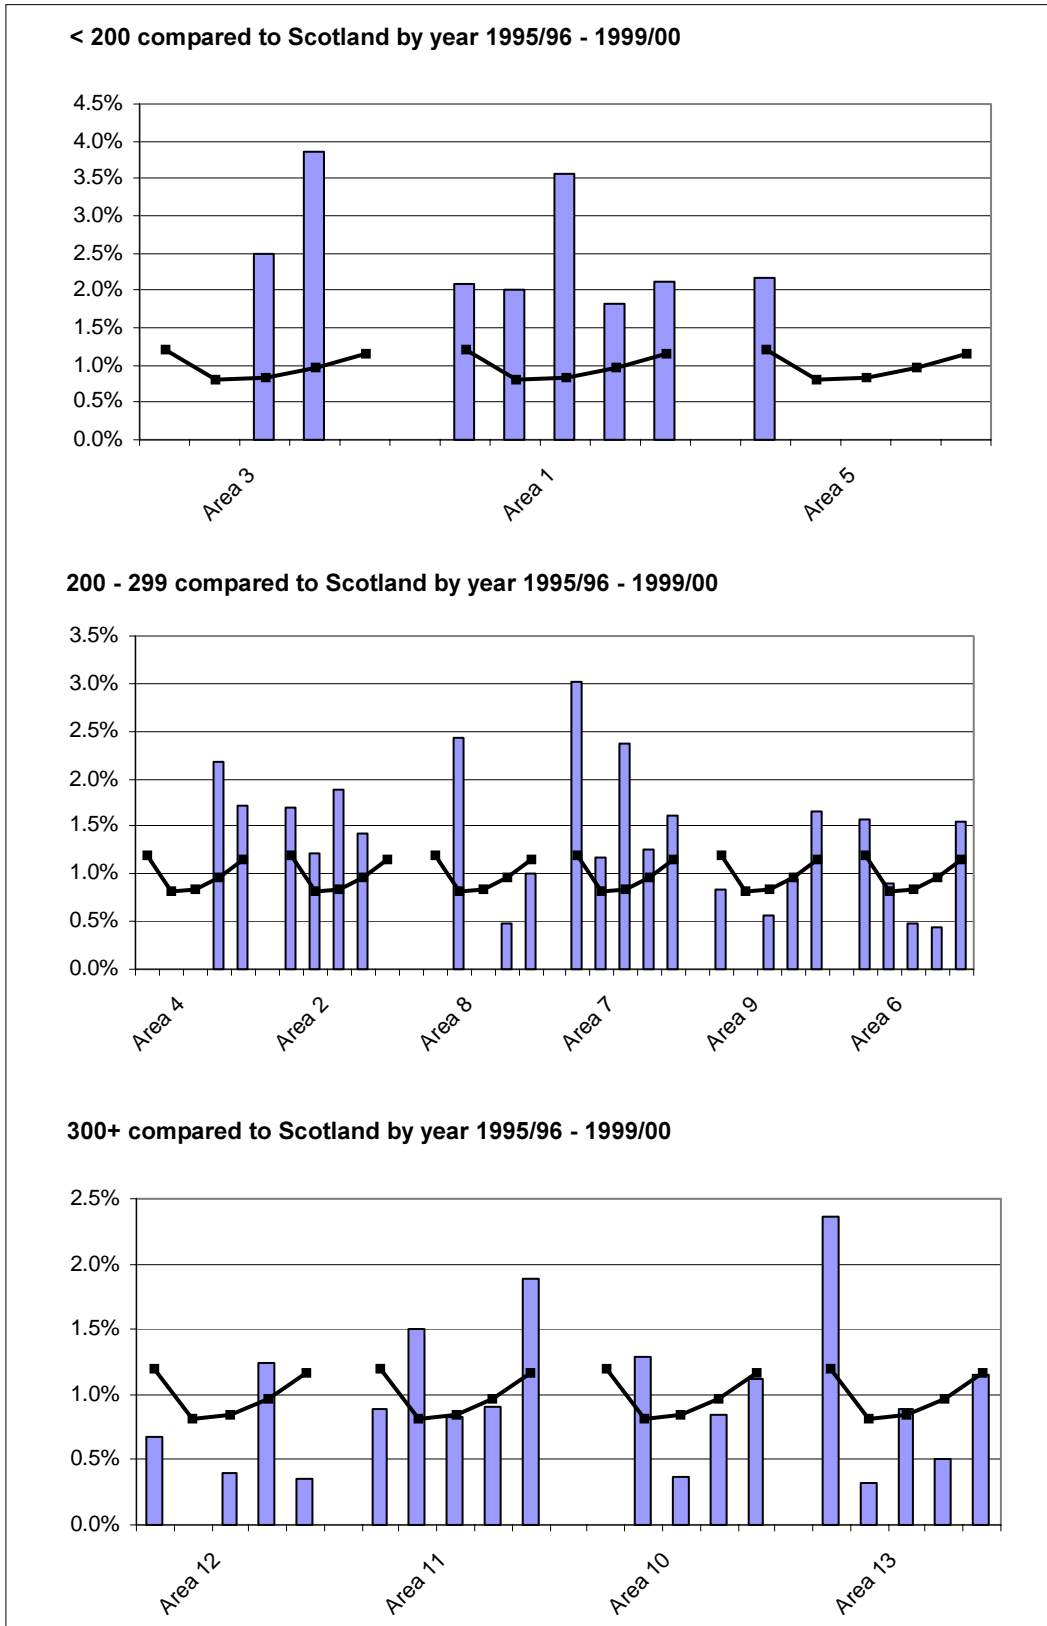 < 200 compared to Scotland by year 1995/96 - 1999/00
4.5%
4.0%
3.5%
3.0%
2.5%
2.0%
1.5%
1.0%
0.5%
0.0%
Area 3
Area 1
Area 5
200 - 299 compared to Scotland by year 1995/96 - 1999/00
3.5%
3.0%
2.5%
2.0%
1.5%
1.0%
0.5%
0.0%
Area 4
Area 2
Area 8
Area 7
Area 9
Area 6
300+ compared to Scotland by year 1995/96 - 1999/00
2.5%
2.0%
1.5%
1.0%
0.5%
0.0%
Area 12
Area 11
Area 10
Area 13